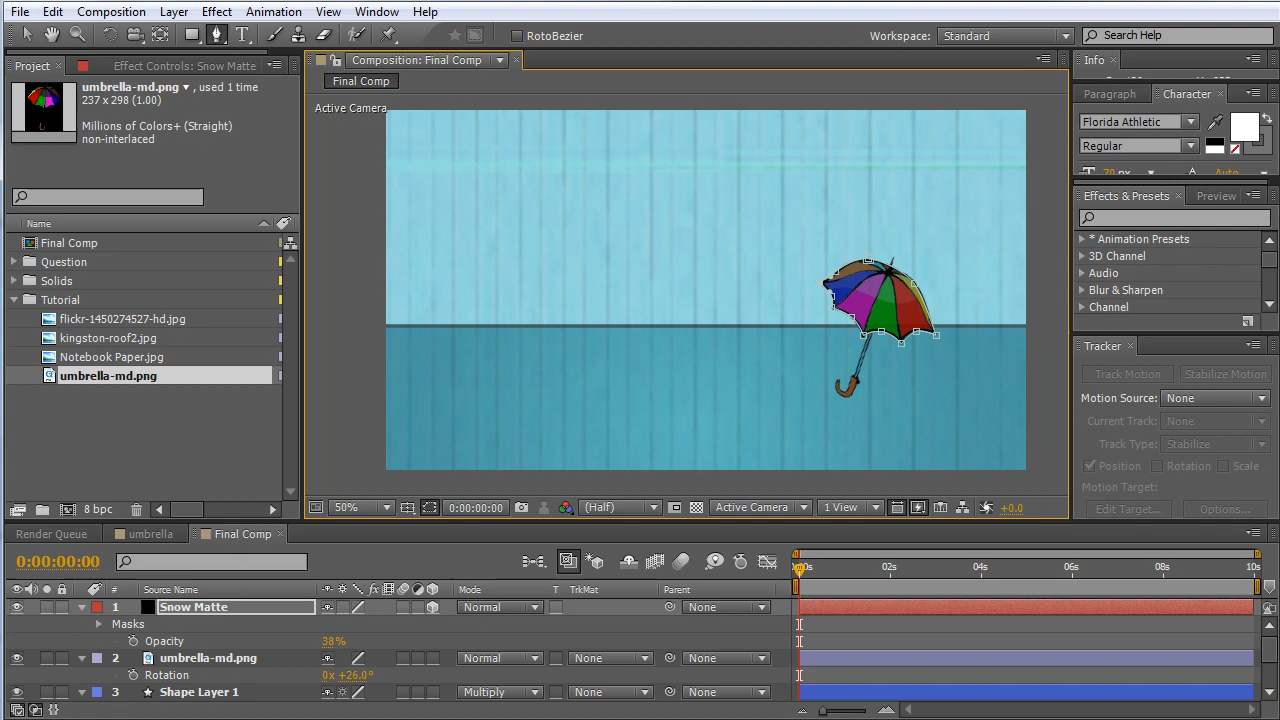 File Edit Composition Layer Effect Animation View Window Help
RotoBezier Workspace: Standard Search Help
Project Effect Controls: Snow Matte Composition: Final Comp Info
umbrella-md.png , used 1 time
237 x 298 (1.00)
Millions of Colors+ (Straight)
non-interlaced
Final Comp
Active Camera
Paragraph Character
Florida Athletic
Regular
70 px Auto
Effects & Presets Preview
* Animation Presets
3D Channel
Audio
Blur & Sharpen
Channel
Name
Final Comp
Question
Solids
Tutorial
flickr-1450274527-hd.jpg
kingston-roof2.jpg
Notebook Paper.jpg
umbrella-md.png
Tracker
Track Motion Stabilize Motion
Motion Source: None
Current Track: None
Track Type: Stabilize
Position Rotation Scale
Motion Target:
Edit Target... Options...
8 bpc
50% 0:00:00:00 (Half) Active Camera 1 View +0.0
Render Queue umbrella Final Comp
0:00:00:00
02s 04s 06s 08s 10s
# Source Name Mode T TrkMat Parent
1 Snow Matte Normal None
Masks
Opacity 38%
2 umbrella-md.png Normal None None
Rotation 0x +26.0°
3 Shape Layer 1 Multiply None None